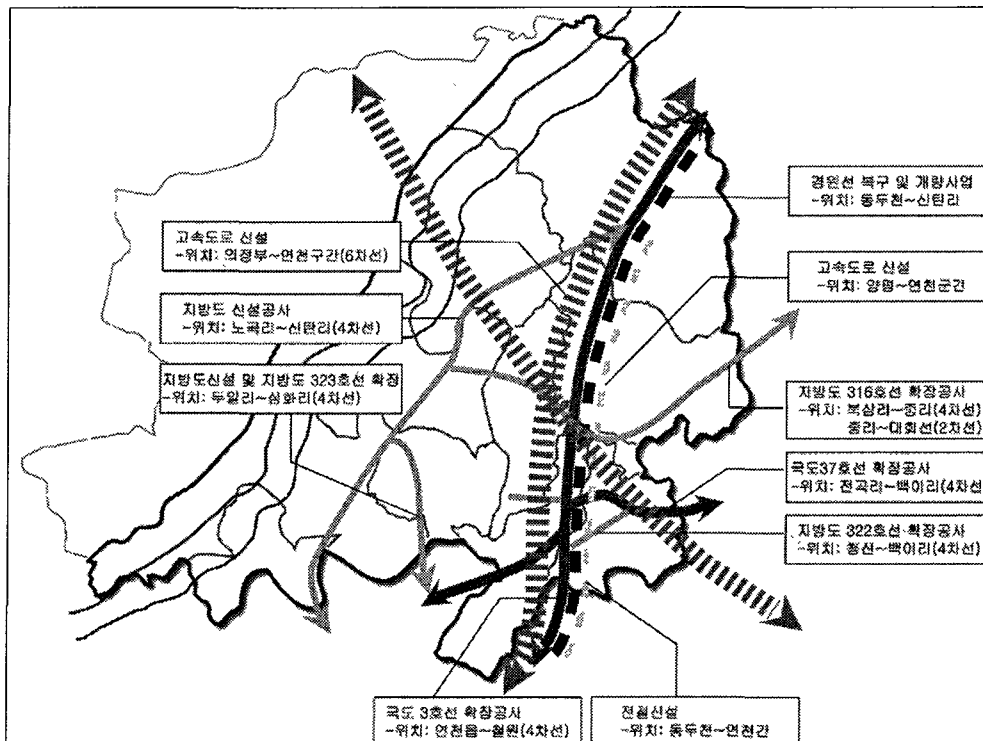 경원선 복구 및 개량사업
-위치: 동두천~신탄리
고속도로 신설
-위치: 의정부~연천구간(6차선)
고속도로 신설
-위치: 양평~연천군간
지방도 신설공사
-위치: 노곡리~신탄리(4차선)
지방도신설 및 지방도 323호선 확장
-위치: 두일리~삼화리(4차선)
지방도 316호선 확장공사
-위치: 북삼리~중리(4차선)
중리~대회선(2차선)
국도37호선 확장공사
-위치: 전곡리~백이리(4차선
지방도 322호선 확장공사
-위치: 청산~백이리(4차선)
국도 3호선 확장공사
-위치: 연천읍~철원(4차선)
전철신설
-위치: 동두천~연천간